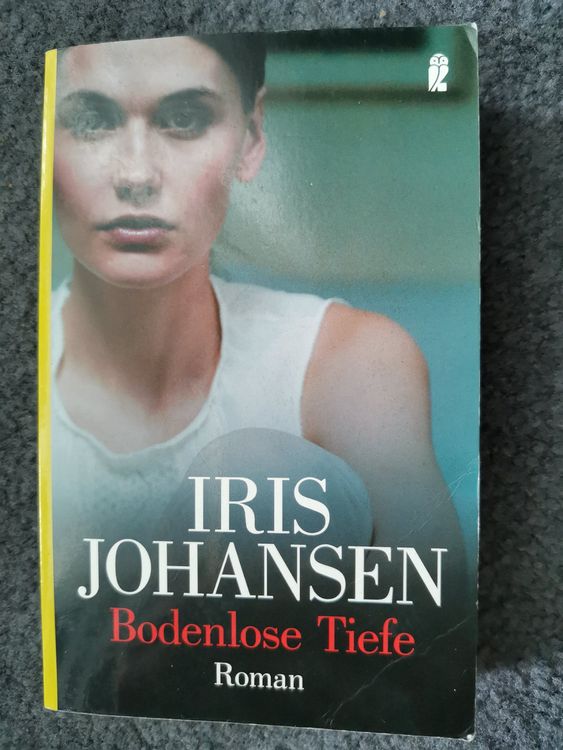 IRIS
JOHANSEN
Bodenlose Tiefe
Roman